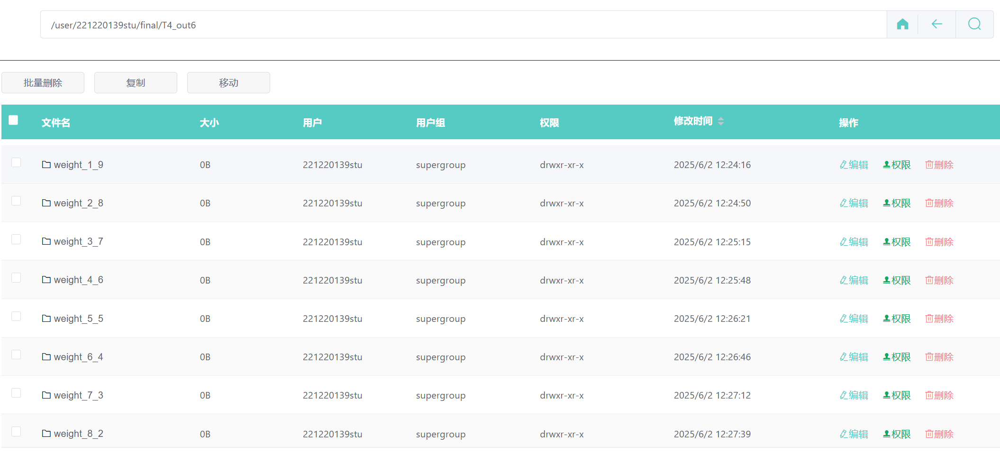 /user/221220139stu/final/T4_out6
批量删除 复制 移动
文件名 大小 用户 用户组 权限 修改时间 操作
weight_1_9 0B 221220139stu supergroup drwxr-xr-x 2025/6/2 12:24:16 编辑 权限 删除
weight_2_8 0B 221220139stu supergroup drwxr-xr-x 2025/6/2 12:24:50 编辑 权限 删除
weight_3_7 0B 221220139stu supergroup drwxr-xr-x 2025/6/2 12:25:15 编辑 权限 删除
weight_4_6 0B 221220139stu supergroup drwxr-xr-x 2025/6/2 12:25:48 编辑 权限 删除
weight_5_5 0B 221220139stu supergroup drwxr-xr-x 2025/6/2 12:26:21 编辑 权限 删除
weight_6_4 0B 221220139stu supergroup drwxr-xr-x 2025/6/2 12:26:46 编辑 权限 删除
weight_7_3 0B 221220139stu supergroup drwxr-xr-x 2025/6/2 12:27:12 编辑 权限 删除
weight_8_2 0B 221220139stu supergroup drwxr-xr-x 2025/6/2 12:27:39 编辑 权限 删除